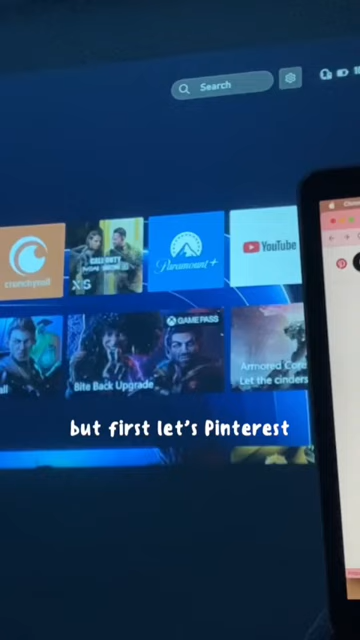 Search
crunchyroll
CALL OF DUTY
X|S
Paramount+
YouTube
GAME PASS
all
Bite Back Upgrade
Armored Core
Let the cinders
but first let's Pinterest